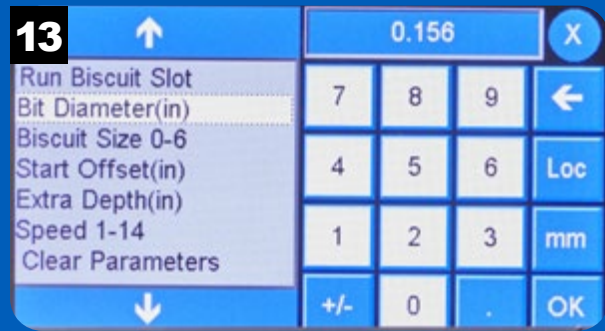 13
0.156
X
Run Biscuit Slot
Bit Diameter(in)
Biscuit Size 0-6
Start Offset(in)
Extra Depth(in)
Speed 1-14
Clear Parameters
7 8 9
4 5 6 Loc
1 2 3 mm
+/- 0 . OK